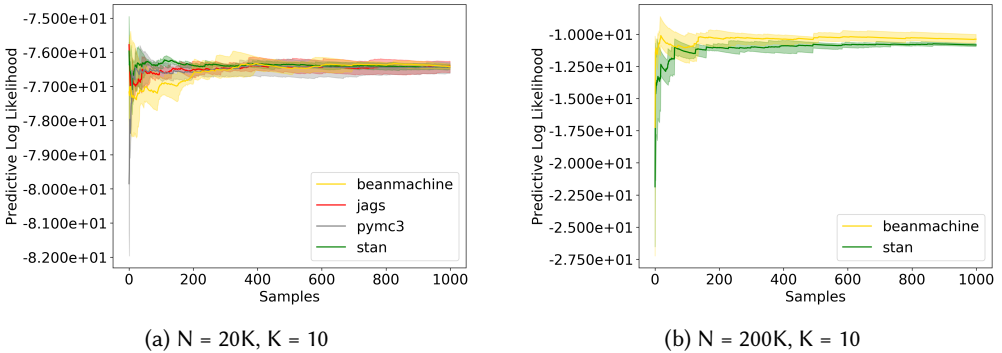 Predictive Log Likelihood
-7.500e+01
-7.600e+01
-7.700e+01
-7.800e+01
-7.900e+01
-8.000e+01
-8.100e+01
-8.200e+01
beanmachine
jags
pymc3
stan
0 200 400 600 800 1000
Samples
(a) N = 20K, K = 10
Predictive Log Likelihood
-1.000e+01
-1.250e+01
-1.500e+01
-1.750e+01
-2.000e+01
-2.250e+01
-2.500e+01
-2.750e+01
beanmachine
stan
0 200 400 600 800 1000
Samples
(b) N = 200K, K = 10